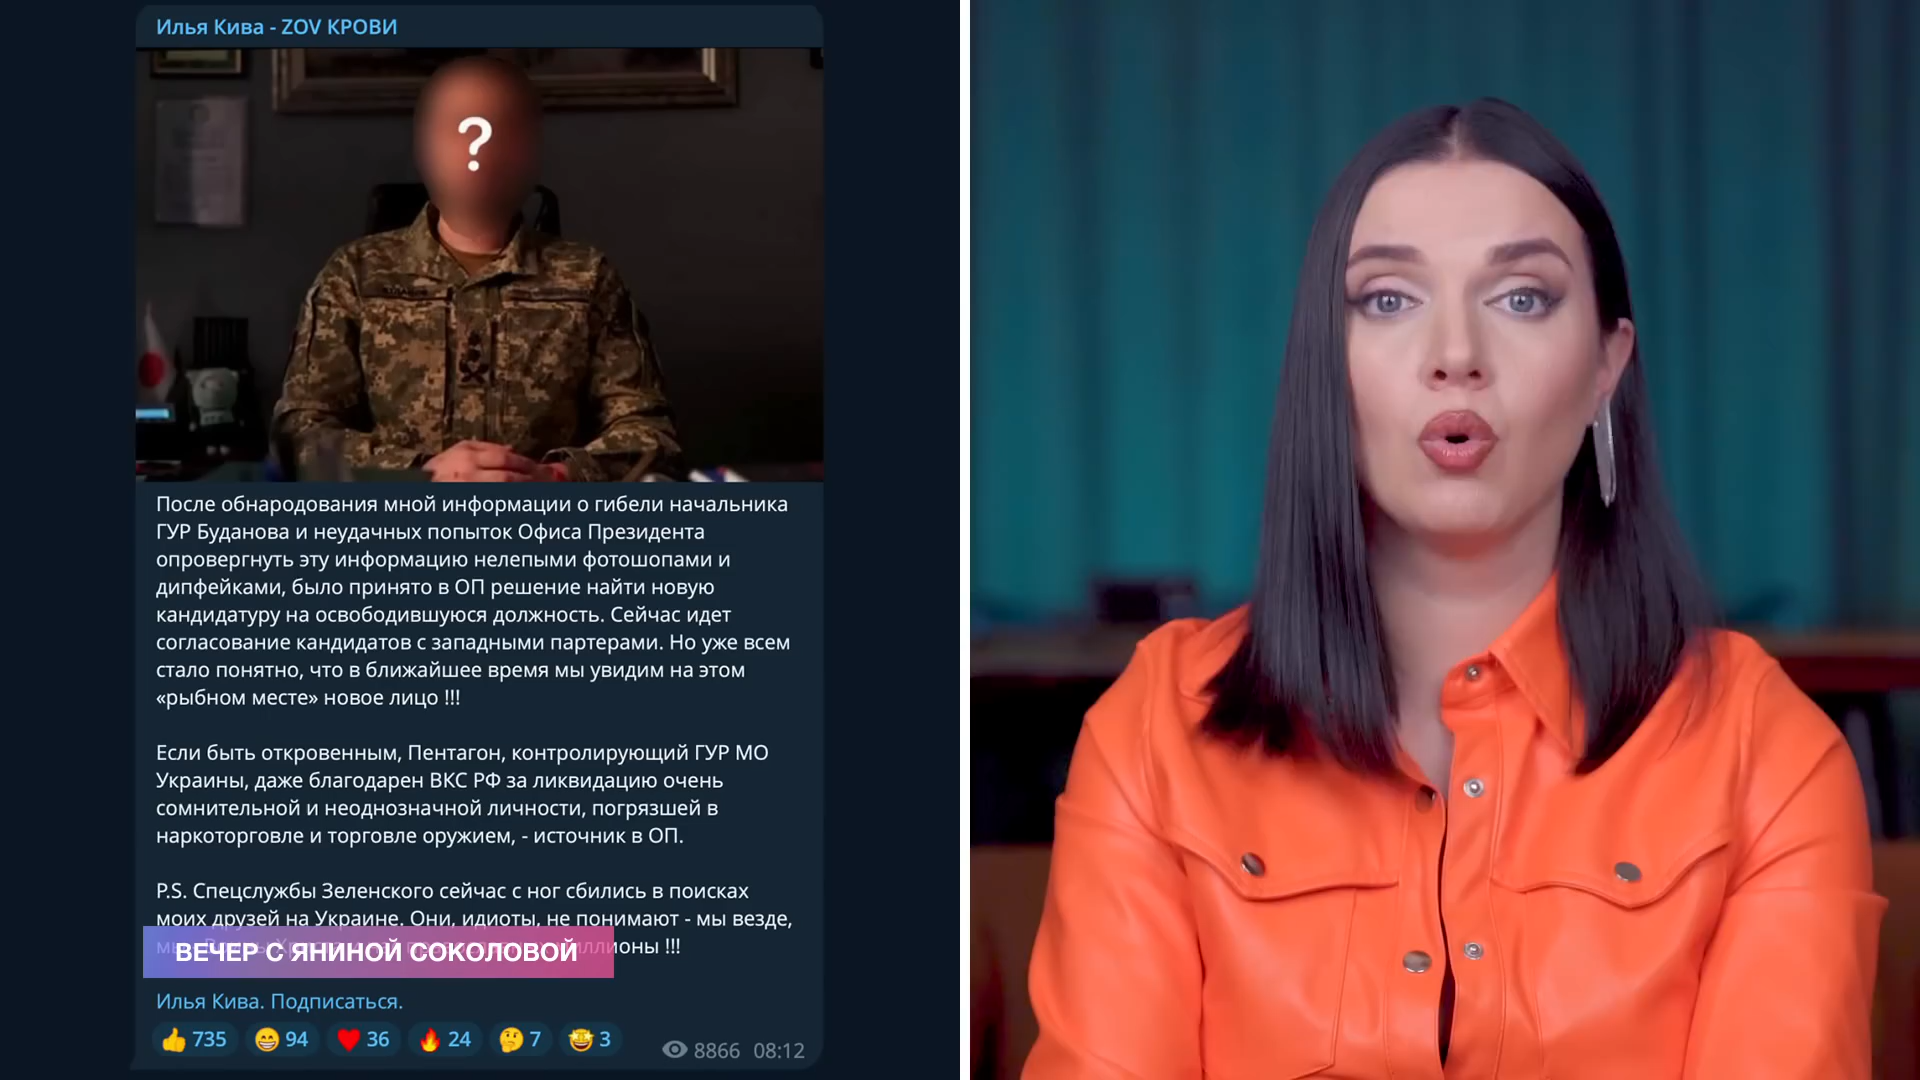 Илья Кива - ZOV КРОВИ
?
После обнародования мной информации о гибели начальника
ГУР Буданова и неудачных попыток Офиса Президента
опровергнуть эту информацию нелепыми фотошопами и
дипфейками, было принято в ОП решение найти новую
кандидатуру на освободившуюся должность. Сейчас идет
согласование кандидатов с западными партерами. Но уже всем
стало понятно, что в ближайшее время мы увидим на этом
«рыбном месте» новое лицо !!!
Если быть откровенным, Пентагон, контролирующий ГУР МО
Украины, даже благодарен ВКС РФ за ликвидацию очень
сомнительной и неоднозначной личности, погрязшей в
наркоторговле и торговле оружием, - источник в ОП.
P.S. Спецслужбы Зеленского сейчас с ног сбились в поисках
моих друзей на Украине. Они, идиоты, не понимают - мы везде,
!!!
ВЕЧЕР С ЯНИНОЙ СОКОЛОВОЙ
Илья Кива. Подписаться.
735 94 36 24 7 3 8866 08:12